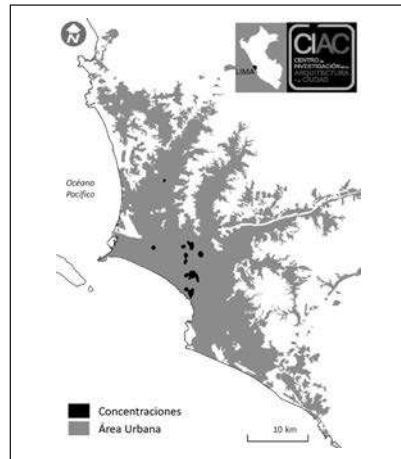 N
LIMA
CIAC
CENTRO de
INVESTIGACIÓN de la
ARQUITECTURA
y la CIUDAD
Océano
Pacífico
Concentraciones
Área Urbana
10 km